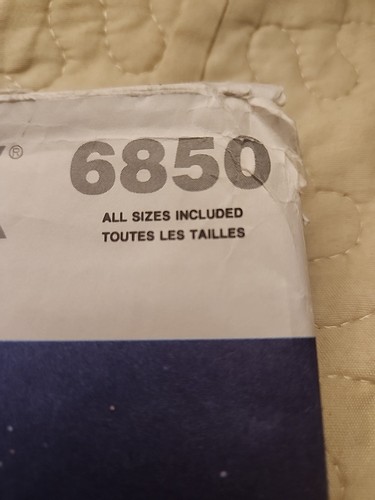 ® 6850
ALL SIZES INCLUDED
TOUTES LES TAILLES